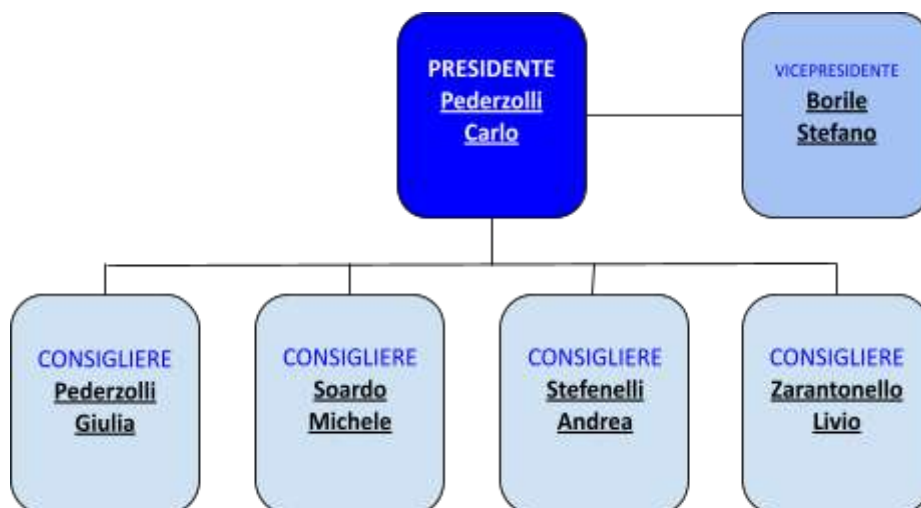 PRESIDENTE
Pederzolli
Carlo
VICEPRESIDENTE
Borile
Stefano
CONSIGLIERE
Pederzolli
Giulia
CONSIGLIERE
Soardo
Michele
CONSIGLIERE
Stefenelli
Andrea
CONSIGLIERE
Zarantonello
Livio